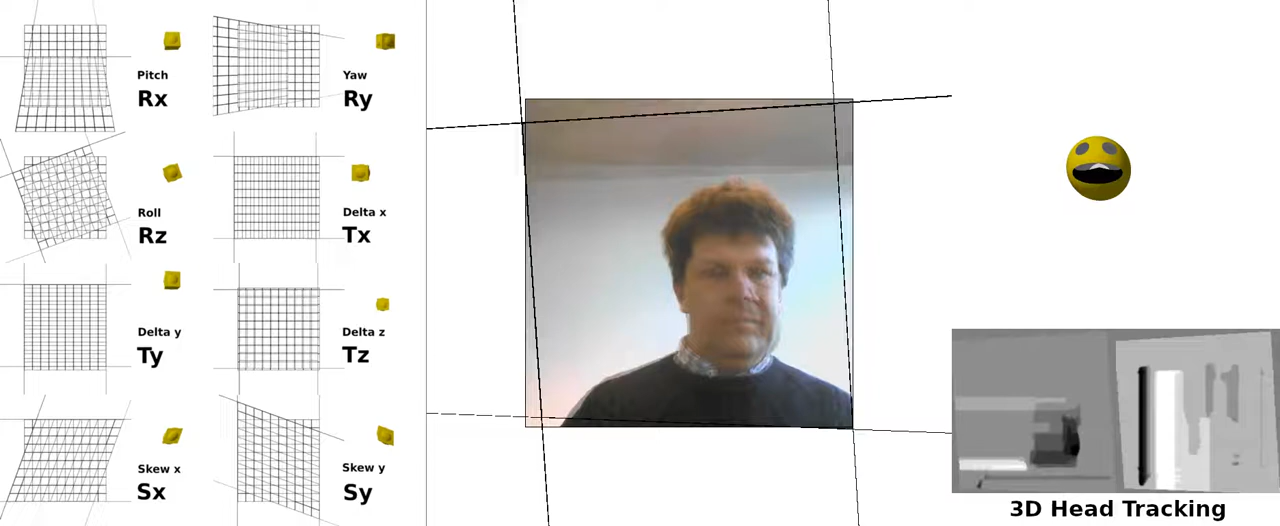 Pitch
Rx
Yaw
Ry
Roll
Rz
Delta x
Tx
Delta y
Ty
Delta z
Tz
Skew x
Sx
Skew y
Sy
3D Head Tracking